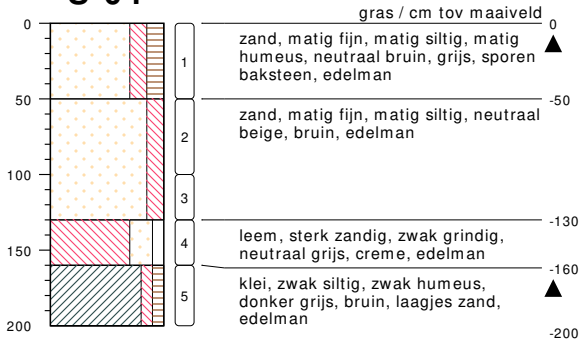 gras / cm tov maaiveld
0
0
zand, matig fijn, matig siltig, matig
humeus, neutraal bruin, grijs, sporen
baksteen, edelman
1
50
-50
zand, matig fijn, matig siltig, neutraal
beige, bruin, edelman
2
100
3
-130
leem, sterk zandig, zwak grindig,
neutraal grijs, creme, edelman
4
150
-160
klei, zwak siltig, zwak humeus,
donker grijs, bruin, laagjes zand,
edelman
5
200
-200